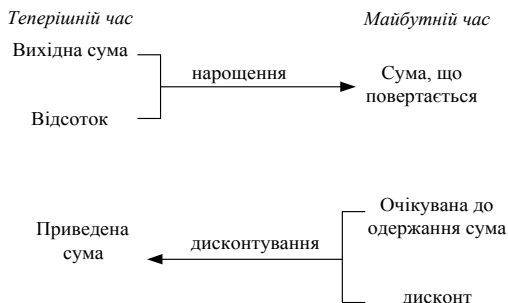 Теперішній час
Майбутній час
Вихідна сума
нарощення
Сума, що
повертається
Відсоток
Очікувана до
одержання сума
Приведена
сума
дисконтування
дисконт